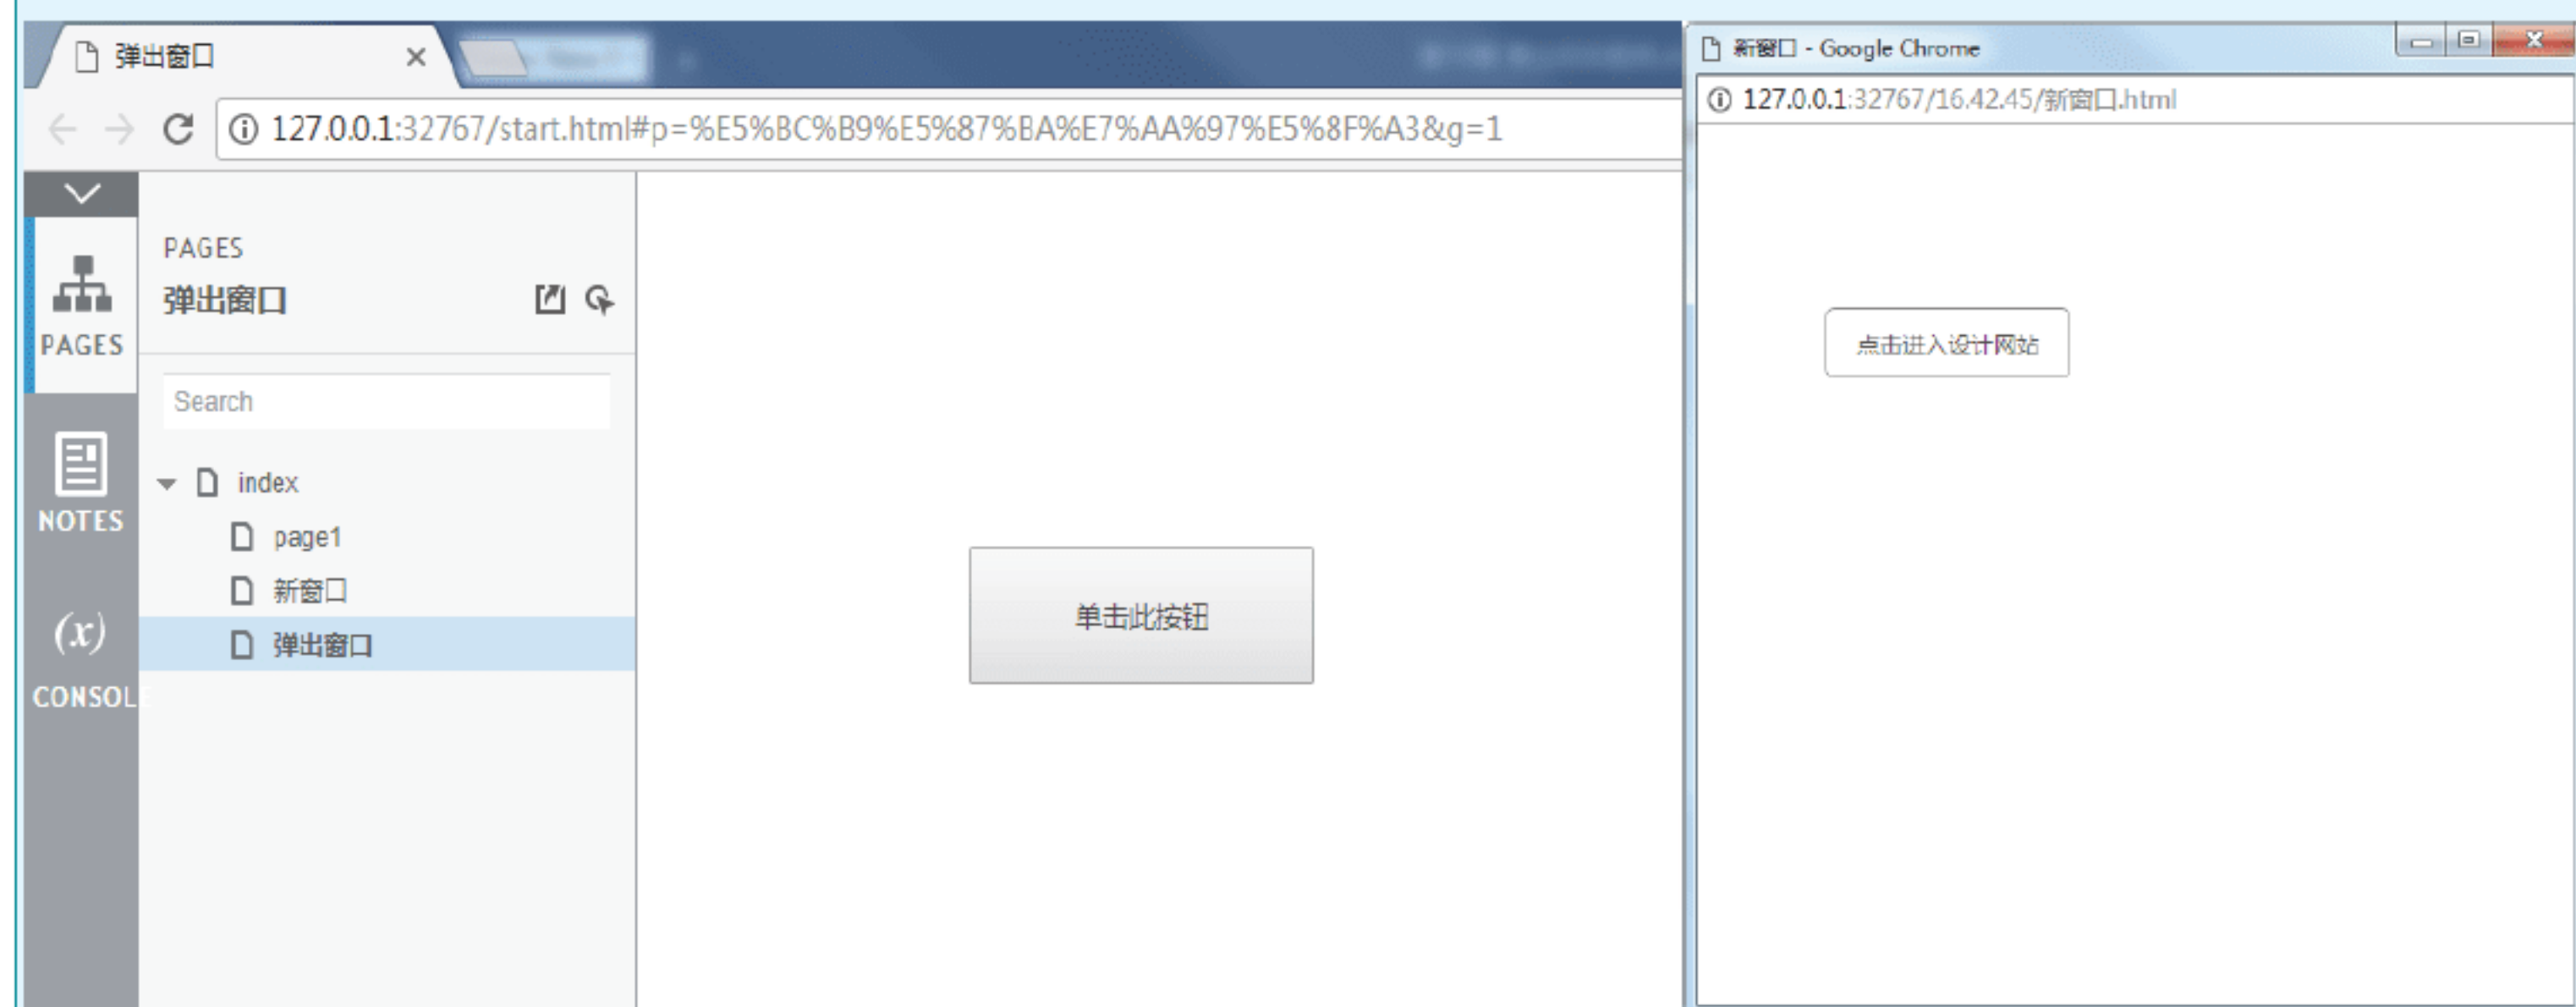 弹出窗口
127.0.0.1:32767/start.html#p=%E5%BC%B9%E5%87%BA%E7%AA%97%E5%8F%A3&g=1
PAGES
NOTES
(x)
CONSOLE
PAGES
弹出窗口
Search
index
page1
新窗口
弹出窗口
单击此按钮
新窗口 - Google Chrome
127.0.0.1:32767/16.42.45/新窗口.html
点击进入设计网站